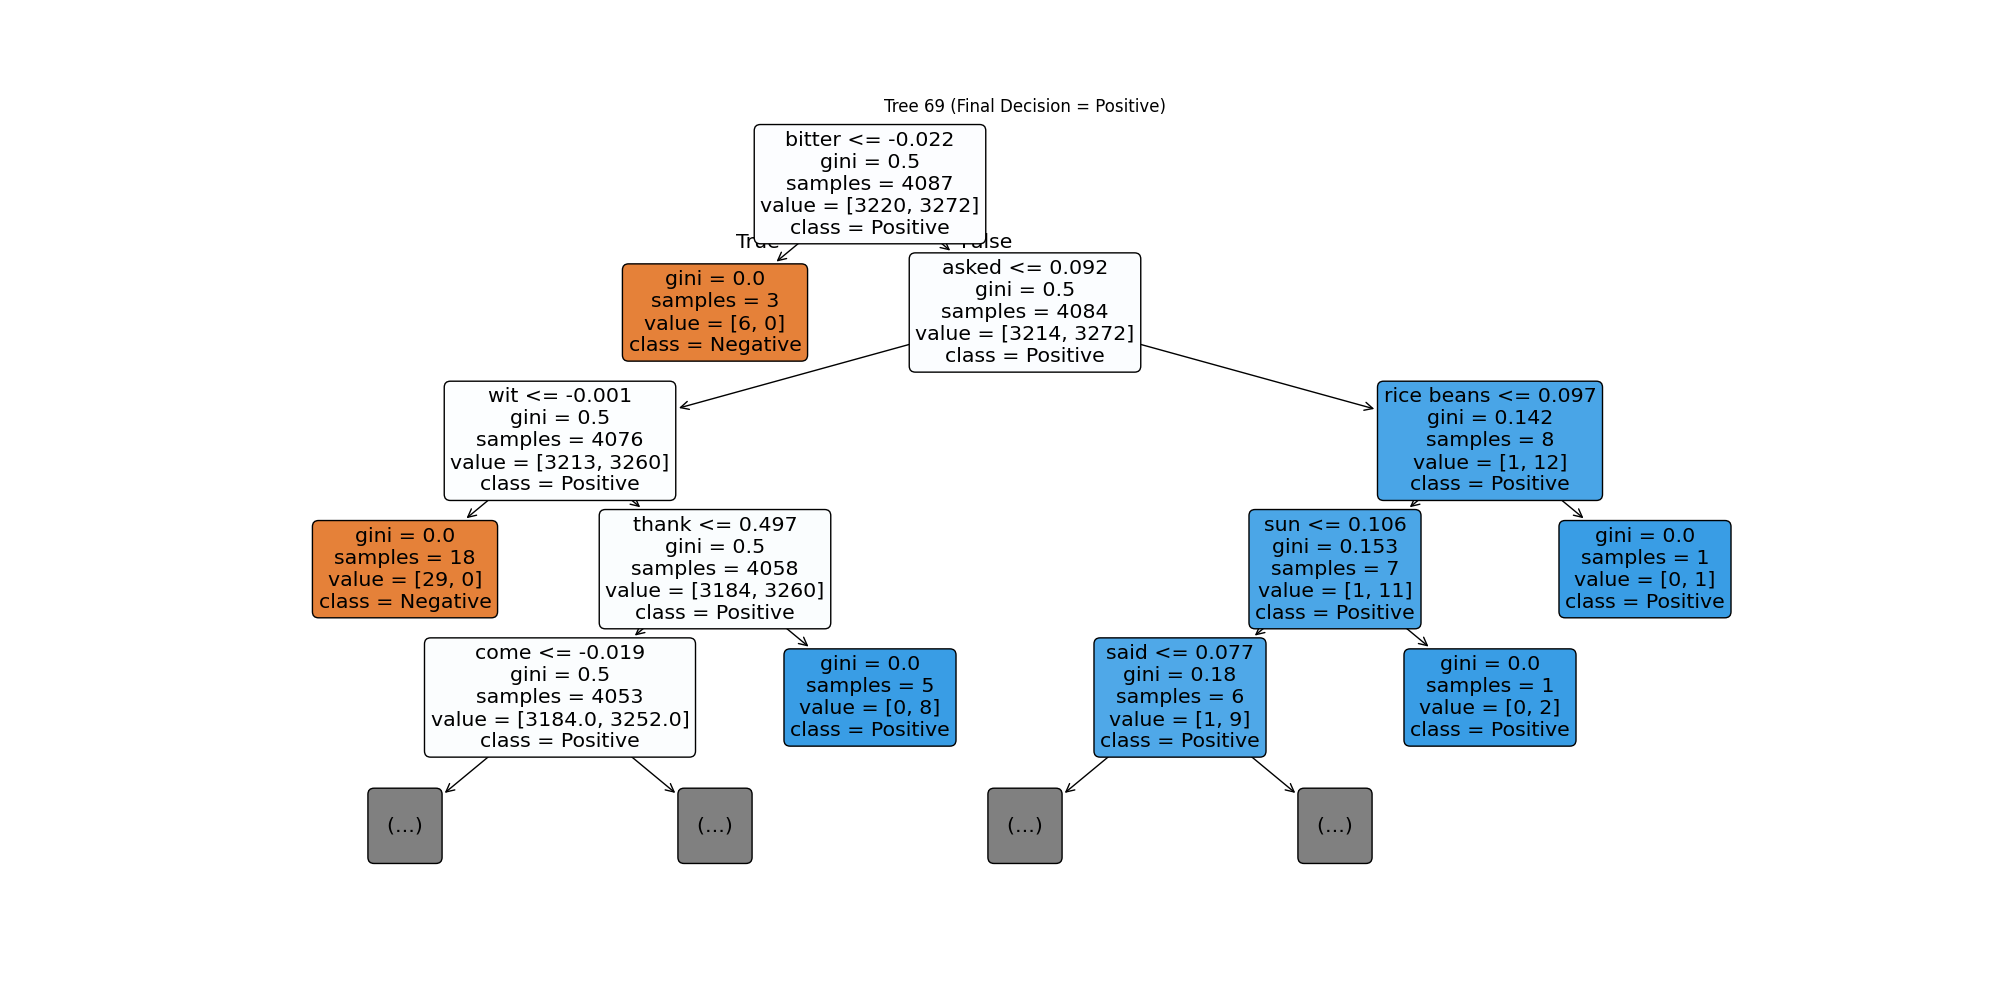 Tree 69 (Final Decision = Positive)
bitter <= -0.022
gini = 0.5
samples = 4087
value = [3220, 3272]
class = Positive
True
False
gini = 0.0
samples = 3
value = [6, 0]
class = Negative
asked <= 0.092
gini = 0.5
samples = 4084
value = [3214, 3272]
class = Positive
wit <= -0.001
gini = 0.5
samples = 4076
value = [3213, 3260]
class = Positive
rice beans <= 0.097
gini = 0.142
samples = 8
value = [1, 12]
class = Positive
gini = 0.0
samples = 18
value = [29, 0]
class = Negative
thank <= 0.497
gini = 0.5
samples = 4058
value = [3184, 3260]
class = Positive
sun <= 0.106
gini = 0.153
samples = 7
value = [1, 11]
class = Positive
gini = 0.0
samples = 1
value = [0, 1]
class = Positive
come <= -0.019
gini = 0.5
samples = 4053
value = [3184.0, 3252.0]
class = Positive
gini = 0.0
samples = 5
value = [0, 8]
class = Positive
said <= 0.077
gini = 0.18
samples = 6
value = [1, 9]
class = Positive
gini = 0.0
samples = 1
value = [0, 2]
class = Positive
(...)
(...)
(...)
(...)